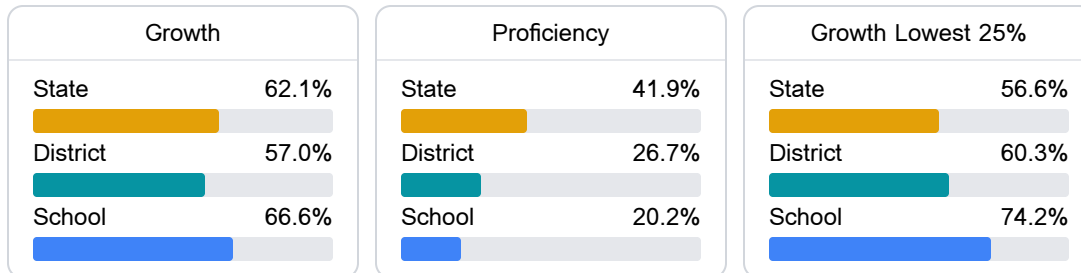 Growth
State 62.1%
District 57.0%
School 66.6%
Proficiency
State 41.9%
District 26.7%
School 20.2%
Growth Lowest 25%
State 56.6%
District 60.3%
School 74.2%